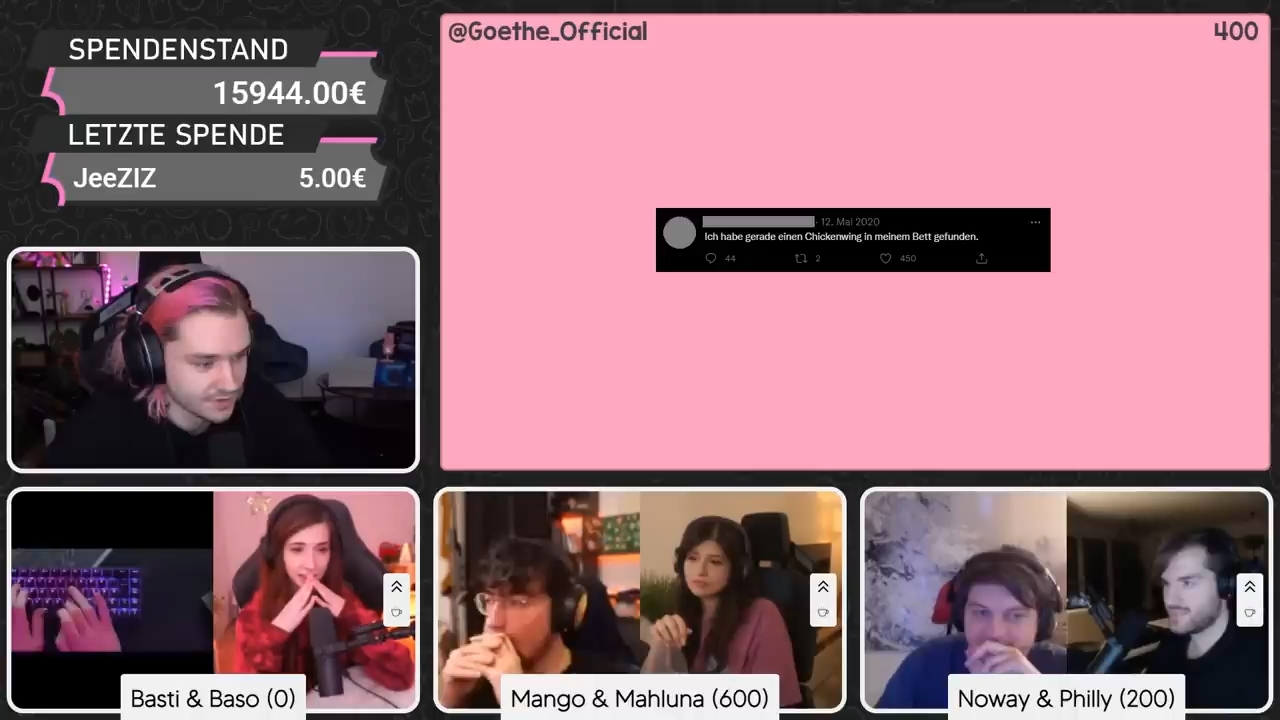 SPENDENSTAND
15944.00€
LETZTE SPENDE
JeeZIZ 5.00€
@Goethe_Official 400
· 12. Mai 2020 ...
Ich habe gerade einen Chickenwing in meinem Bett gefunden.
44 2 450
Basti & Baso (0)
Mango & Mahluna (600)
Noway & Philly (200)